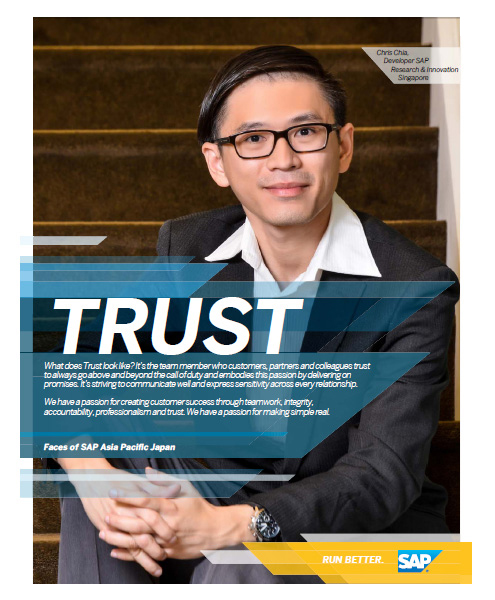 Chris Chia,
Developer SAP
Research & Innovation
Singapore
TRUST
What does Trust look like? It's the team member who customers, partners and colleagues trust
to always go above and beyond the call of duty and embodies this passion by delivering on
promises. It's striving to communicate well and express sensitivity across every relationship.
We have a passion for creating customer success through teamwork, integrity,
accountability, professionalism and trust. We have a passion for making simple real.
Faces of SAP Asia Pacific Japan
RUN BETTER.
SAP